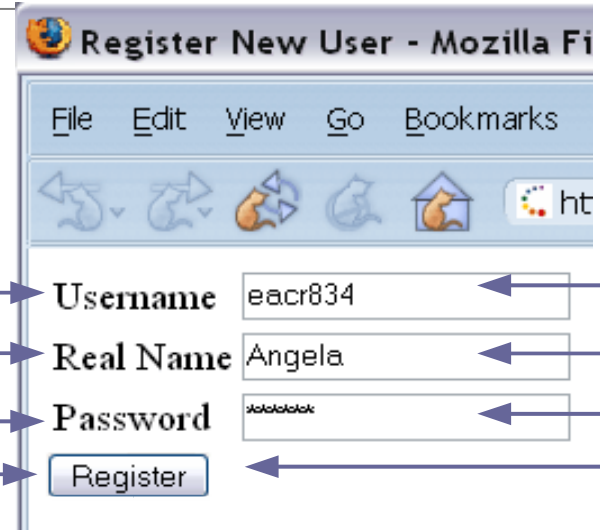 Register New User - Mozilla Fi
File Edit View Go Bookmarks
ht
Username eacr834
Real Name Angela
Password *******
Register